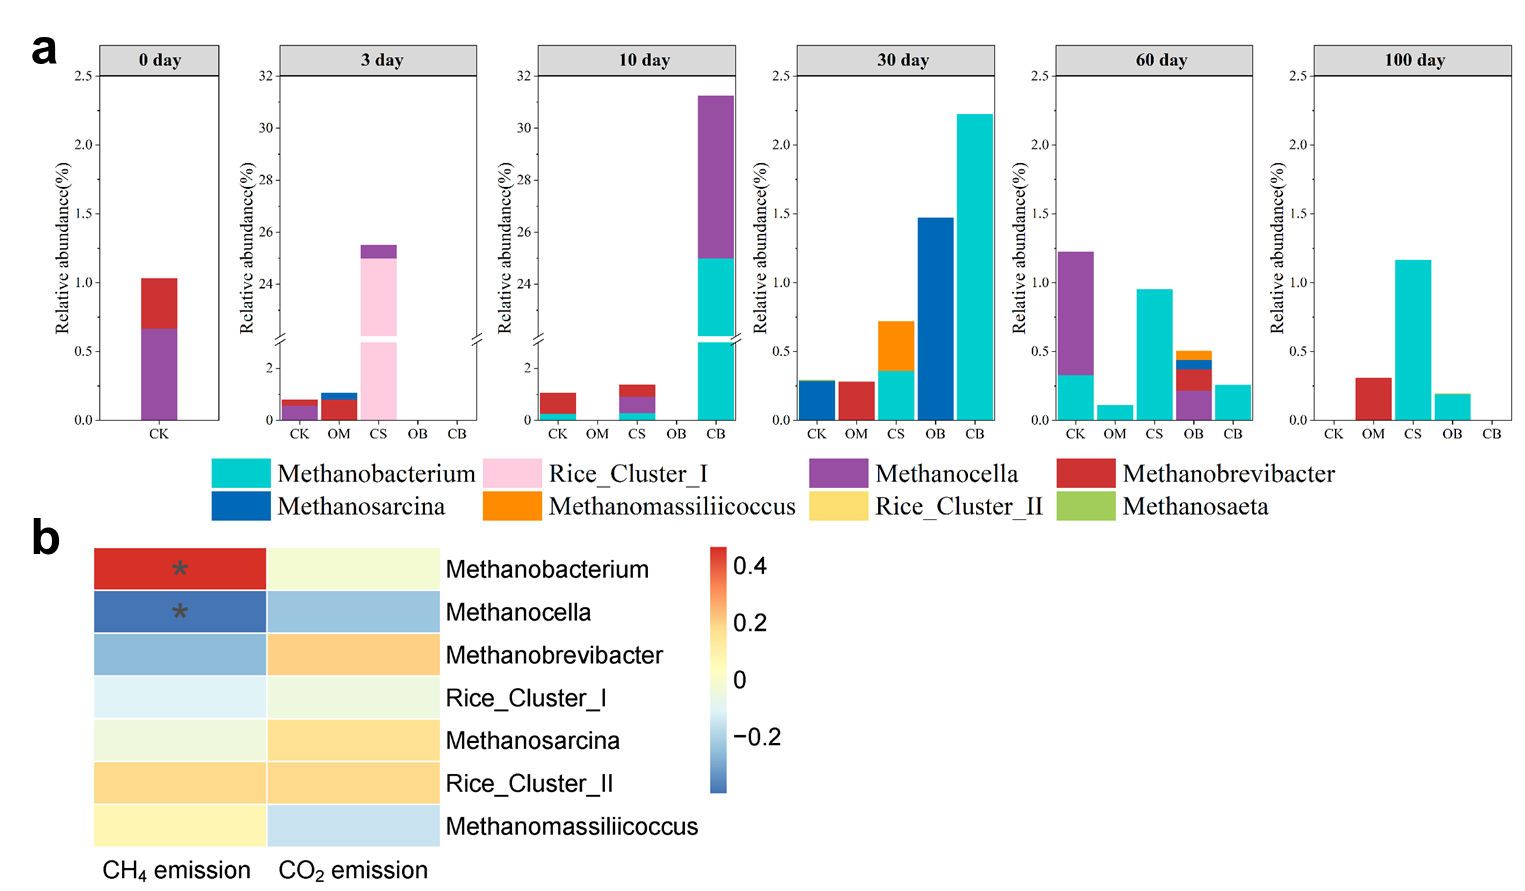 a
0 day 3 day 10 day 30 day 60 day 100 day
Relative abundance(%)
2.5
2.0
1.5
1.0
0.5
0.0
CK
Relative abundance(%)
32
30
28
26
24
2
0
CK OM CS OB CB
Relative abundance(%)
32
30
28
26
24
2
0
CK OM CS OB CB
Relative abundance(%)
2.5
2.0
1.5
1.0
0.5
0.0
CK OM CS OB CB
Relative abundance(%)
2.5
2.0
1.5
1.0
0.5
0.0
CK OM CS OB CB
Relative abundance(%)
2.5
2.0
1.5
1.0
0.5
0.0
CK OM CS OB CB
Methanobacterium Rice_Cluster_I Methanocella Methanobrevibacter
Methanosarcina Methanomassiliicoccus Rice_Cluster_II Methanosaeta
b
* Methanobacterium
* Methanocella
Methanobrevibacter
Rice_Cluster_I
Methanosarcina
Rice_Cluster_II
Methanomassiliicoccus
CH₄ emission CO₂ emission
0.4
0.2
0
−0.2